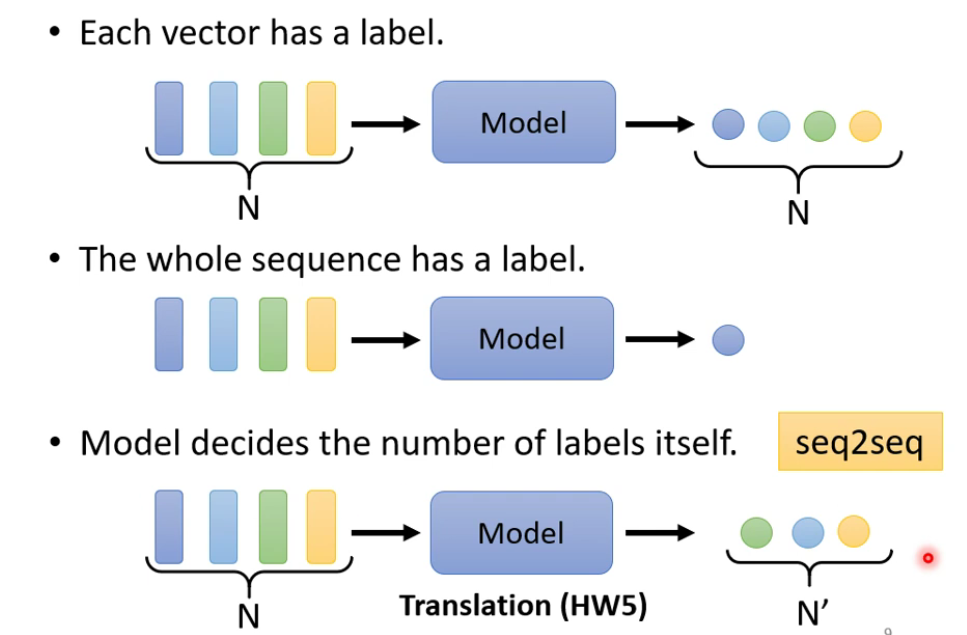 • Each vector has a label.
Model
N
N
• The whole sequence has a label.
Model
• Model decides the number of labels itself.
seq2seq
Model
N
Translation (HW5)
N'
9